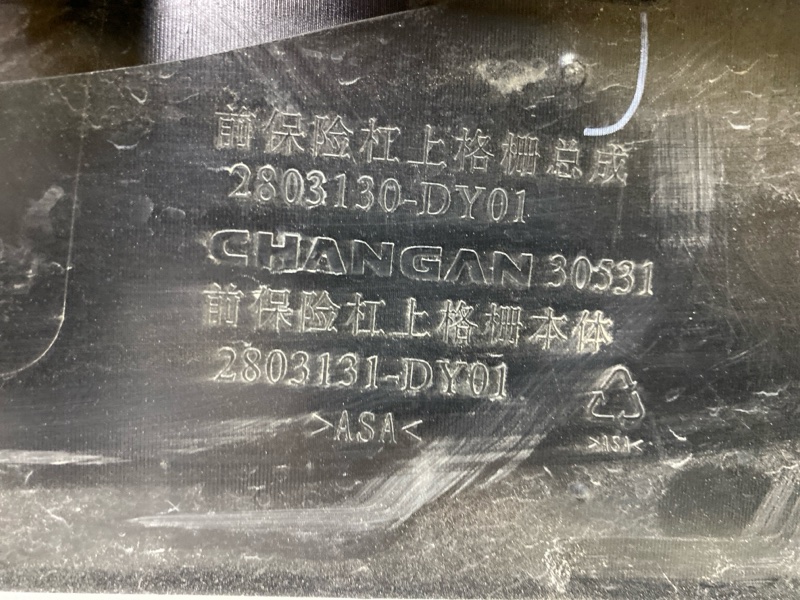 前保险杠上格栅总成
2803130-DY01
CHANGAN 30531
前保险杠上格栅本体
2803131-DY01
>ASA<
>ASA<